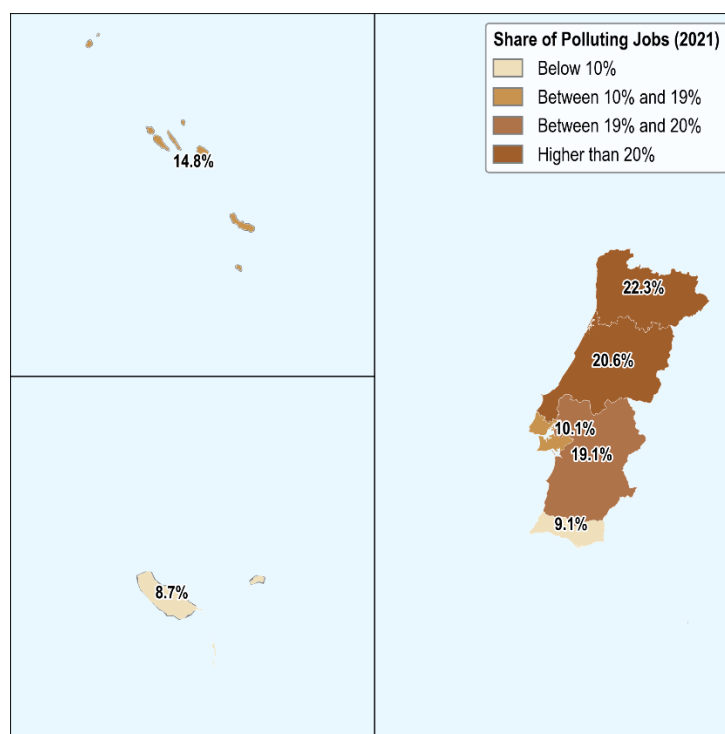 Share of Polluting Jobs (2021)
Below 10%
Between 10% and 19%
Between 19% and 20%
Higher than 20%
14.8%
22.3%
20.6%
10.1%
19.1%
9.1%
8.7%